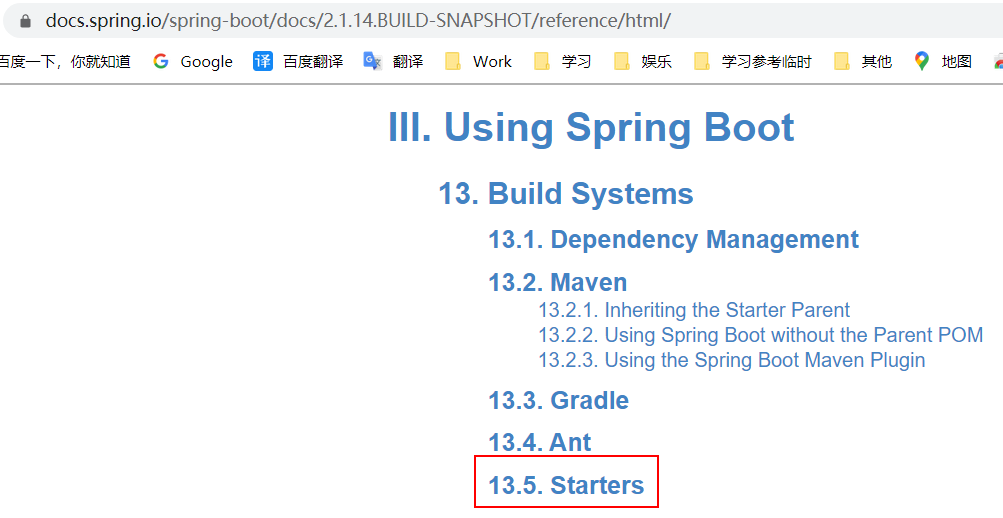 docs.spring.io/spring-boot/docs/2.1.14.BUILD-SNAPSHOT/reference/html/
百度一下，你就知道 Google 译 百度翻译 翻译 Work 学习 娱乐 学习参考临时 其他 地图
III. Using Spring Boot
13. Build Systems
13.1. Dependency Management
13.2. Maven
13.2.1. Inheriting the Starter Parent
13.2.2. Using Spring Boot without the Parent POM
13.2.3. Using the Spring Boot Maven Plugin
13.3. Gradle
13.4. Ant
13.5. Starters